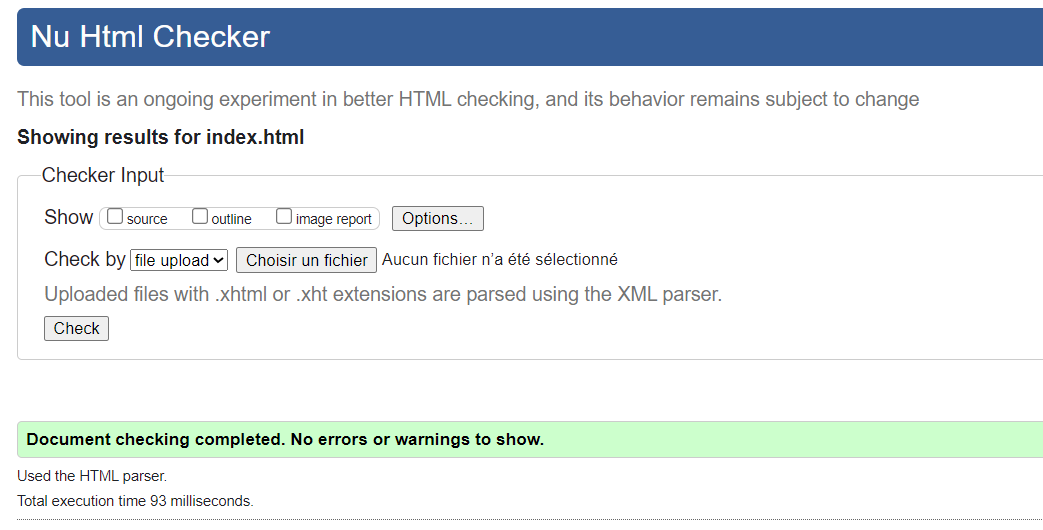 Nu Html Checker
This tool is an ongoing experiment in better HTML checking, and its behavior remains subject to change
Showing results for index.html
Checker Input
Show source outline image report Options...
Check by file upload Choisir un fichier Aucun fichier n’a été sélectionné
Uploaded files with .xhtml or .xht extensions are parsed using the XML parser.
Check
Document checking completed. No errors or warnings to show.
Used the HTML parser.
Total execution time 93 milliseconds.